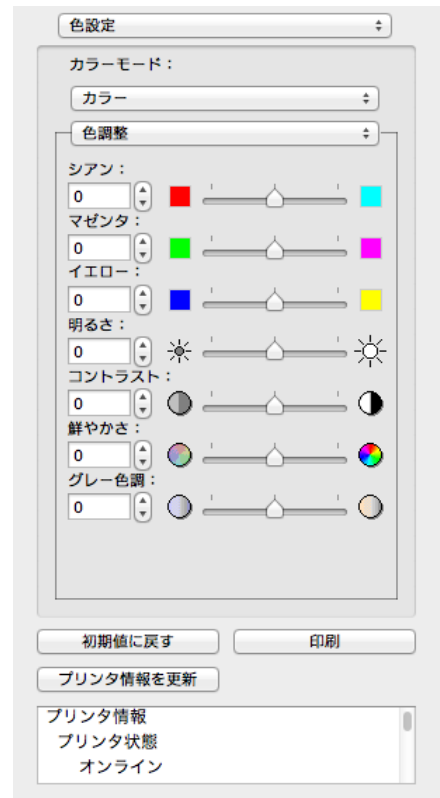 色設定
カラーモード：
カラー
色調整
シアン：
0
マゼンタ：
0
イエロー：
0
明るさ：
0
コントラスト：
0
鮮やかさ：
0
グレー色調：
0
初期値に戻す 印刷
プリンタ情報を更新
プリンタ情報
プリンタ状態
オンライン